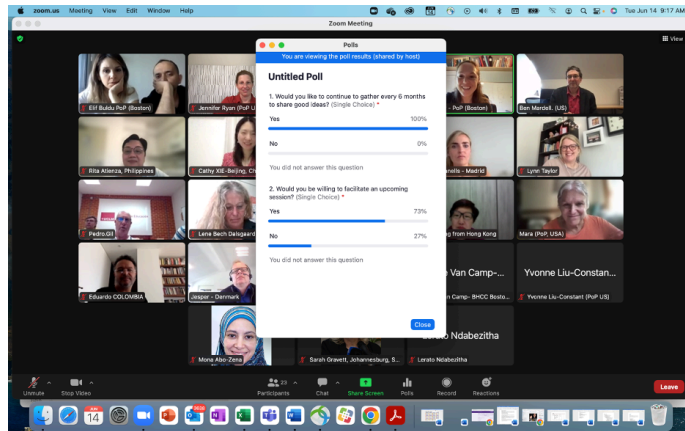 zoom.us Meeting View Edit Window Help
Tue Jun 14 9:17 AM
Zoom Meeting
View
Polls
You are viewing the poll results (shared by host)
Untitled Poll
1. Would you like to continue to gather every 6 months
to share good ideas? (Single Choice) *
Yes 100%
No 0%
You did not answer this question
2. Would you be willing to facilitate an upcoming
session? (Single Choice) *
Yes 73%
No 27%
You did not answer this question
Close
Elif Buldu PoP (Boston)
Jennifer Ryan (PoP U
- PoP (Boston)
Ben Mardell, (US)
Rita Atienza, Philippines
Cathy XIE-Beijing, Ch
anells - Madrid
Lynn Taylor
Pedro.Gil
Lene Bech Dalsgaard
g from Hong Kong
Mara (PoP, USA)
Eduardo COLOMBIA
Jesper - Danmark
Van Camp-...
n Camp- BHCC Bosto...
Yvonne Liu-Constan...
Yvonne Liu-Constant (PoP US)
Mona Abo-Zena
Sarah Gravett, Johannesburg, S...
Lerato Ndabezitha
Lerato Ndabezitha
Unmute
Stop Video
Participants
23
Chat
Share Screen
Polls
Record
Reactions
Leave
JUN
14